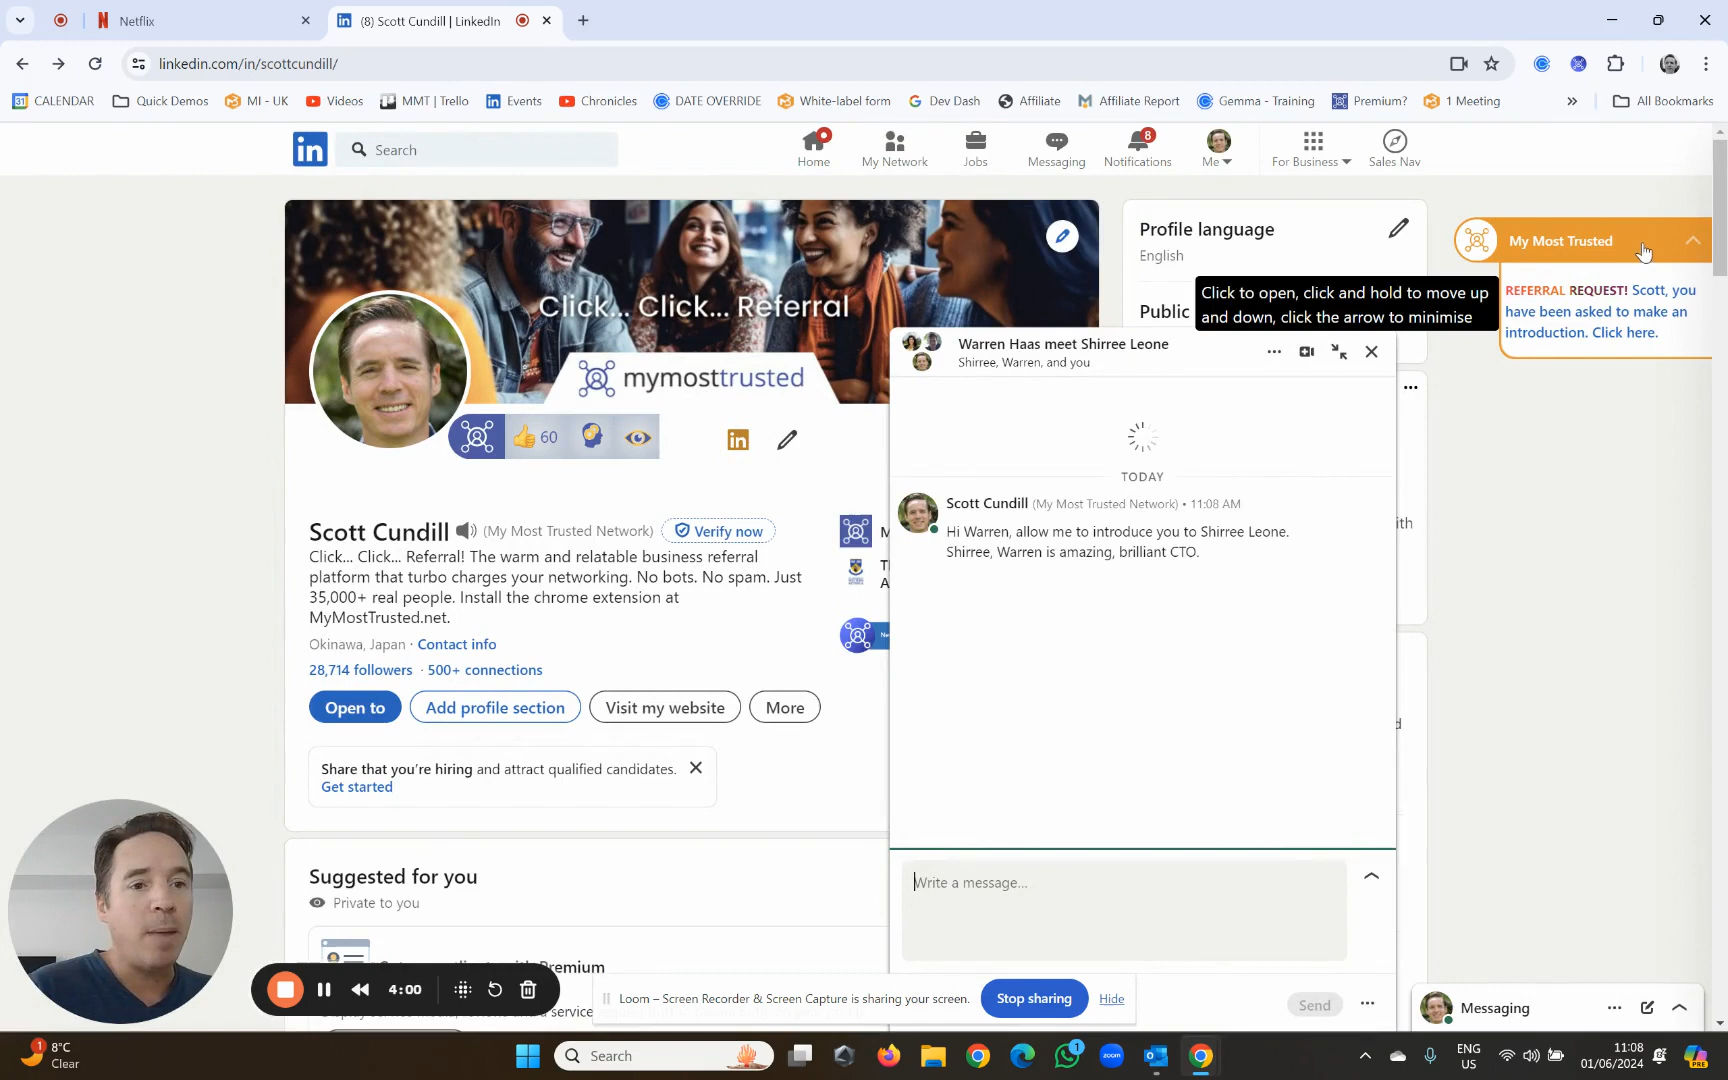 Netflix
(8) Scott Cundill | LinkedIn
linkedin.com/in/scottcundill/
CALENDAR
Quick Demos
MI - UK
Videos
MMT | Trello
Events
Chronicles
DATE OVERRIDE
White-label form
Dev Dash
Affiliate
Affiliate Report
Gemma - Training
Premium?
1 Meeting
All Bookmarks
in
Search
Home
My Network
Jobs
Messaging
8
Notifications
Me
For Business
Sales Nav
Click... Click... Referral
mymosttrusted
60
in
Scott Cundill
(My Most Trusted Network)
Verify now
Click... Click... Referral! The warm and relatable business referral
platform that turbo charges your networking. No bots. No spam. Just
35,000+ real people. Install the chrome extension at
MyMostTrusted.net.
Okinawa, Japan · Contact info
28,714 followers · 500+ connections
Open to
Add profile section
Visit my website
More
Share that you're hiring and attract qualified candidates.
Get started
Suggested for you
Private to you
Premium
Profile language
English
Public
My Most Trusted
Click to open, click and hold to move up
and down, click the arrow to minimise
REFERRAL REQUEST! Scott, you
have been asked to make an
introduction. Click here.
Warren Haas meet Shirree Leone
Shirree, Warren, and you
TODAY
Scott Cundill (My Most Trusted Network) • 11:08 AM
Hi Warren, allow me to introduce you to Shirree Leone.
Shirree, Warren is amazing, brilliant CTO.
Write a message...
Send
Messaging
4:00
Loom – Screen Recorder & Screen Capture is sharing your screen.
Stop sharing
Hide
1
8°C
Clear
Search
1
zoom
ENG
US
11:08
01/06/2024
PRE